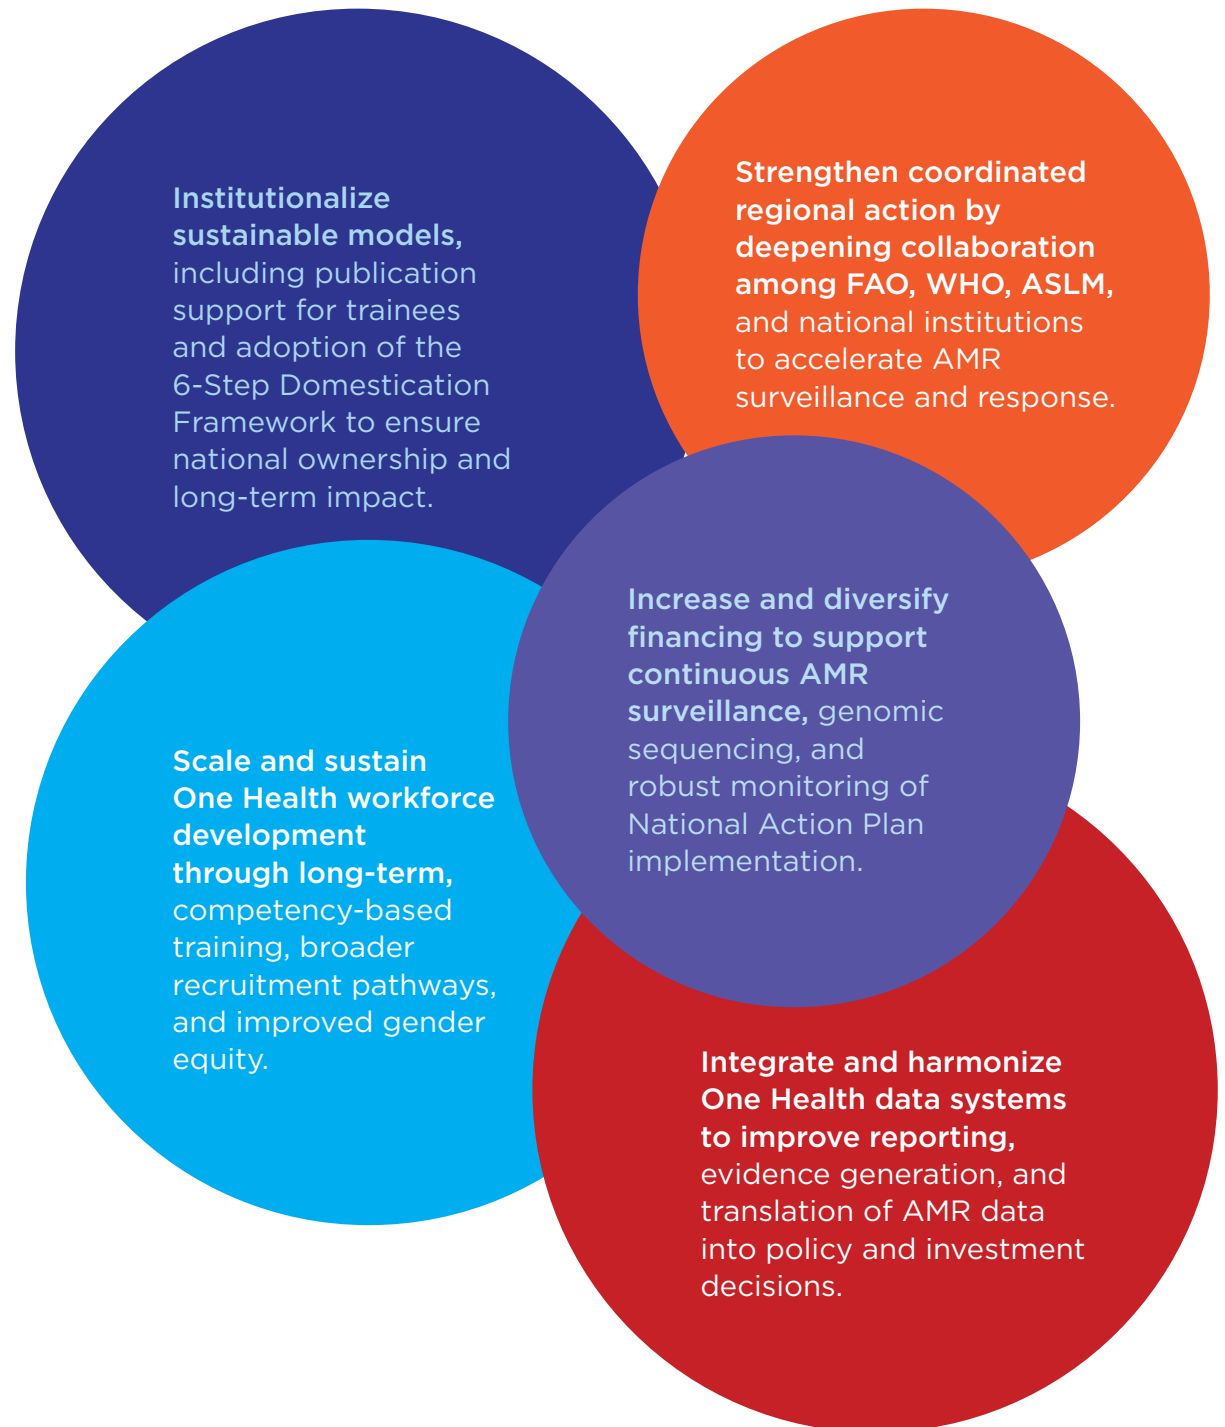 Institutionalize
sustainable models,
including publication
support for trainees
and adoption of the
6-Step Domestication
Framework to ensure
national ownership and
long-term impact.
Strengthen coordinated
regional action by
deepening collaboration
among FAO, WHO, ASLM,
and national institutions
to accelerate AMR
surveillance and response.
Increase and diversify
financing to support
continuous AMR
surveillance, genomic
sequencing, and
robust monitoring of
National Action Plan
implementation.
Scale and sustain
One Health workforce
development
through long-term,
competency-based
training, broader
recruitment pathways,
and improved gender
equity.
Integrate and harmonize
One Health data systems
to improve reporting,
evidence generation, and
translation of AMR data
into policy and investment
decisions.